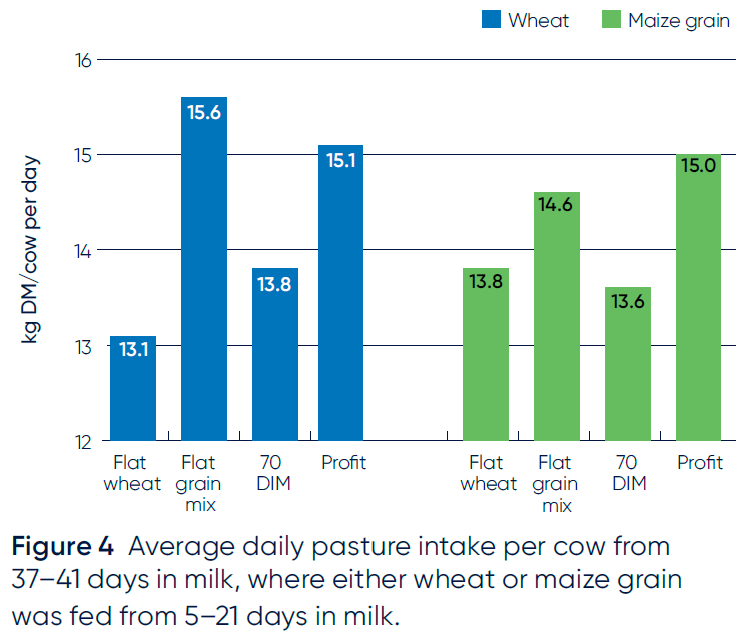 Wheat Maize grain
kg DM/cow per day
16
15
14
13
12
15.6
15.1
13.8
13.1
15.0
14.6
13.8
13.6
Flat wheat
Flat grain mix
70 DIM
Profit
Flat wheat
Flat grain mix
70 DIM
Profit
Figure 4 Average daily pasture intake per cow from
37–41 days in milk, where either wheat or maize grain
was fed from 5–21 days in milk.